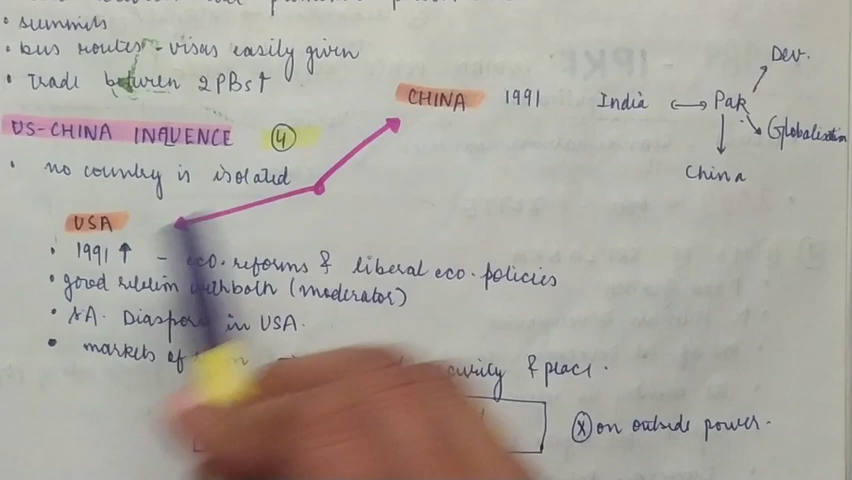 • summits
• bus routes - visas easily given
• trade between 2 PBs ↑
US-CHINA INFLUENCE ④
• no country is isolated
CHINA 1991
India ↔ Pak
Dev.
Globalisation
China
USA
• 1991 ↑ - eco. reforms & liberal eco. policies
• good relation with both (moderator)
• SA. Diaspora in USA.
• markets of
security & peace.
ⓧ on outside power.